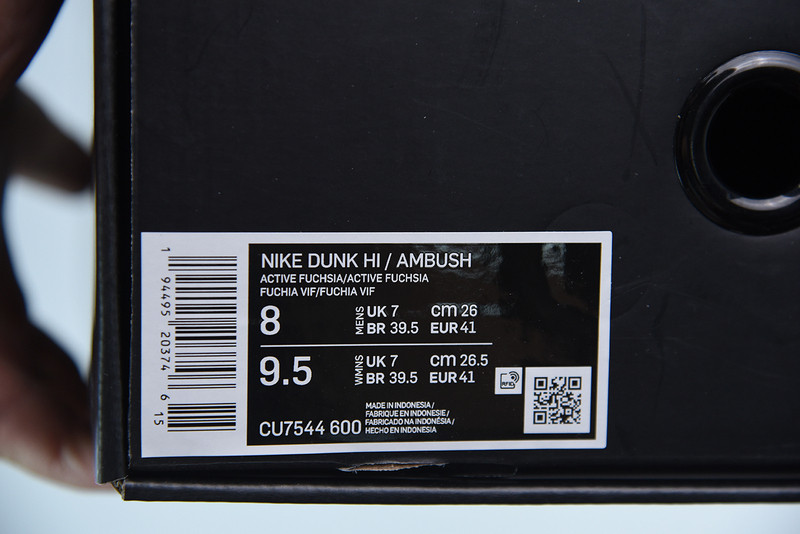 1 94495 20374 6 15
NIKE DUNK HI / AMBUSH
ACTIVE FUCHSIA/ACTIVE FUCHSIA
FUCHIA VIF/FUCHIA VIF
8
MENS
UK 7 cm 26
BR 39.5 EUR 41
9.5
WMNS
UK 7 cm 26.5
BR 39.5 EUR 41
RFID
CU7544 600
MADE IN INDONESIA /
FABRIQUE EN INDONESIE /
FABRICADO NA INDONÉSIA /
HECHO EN INDONESIA